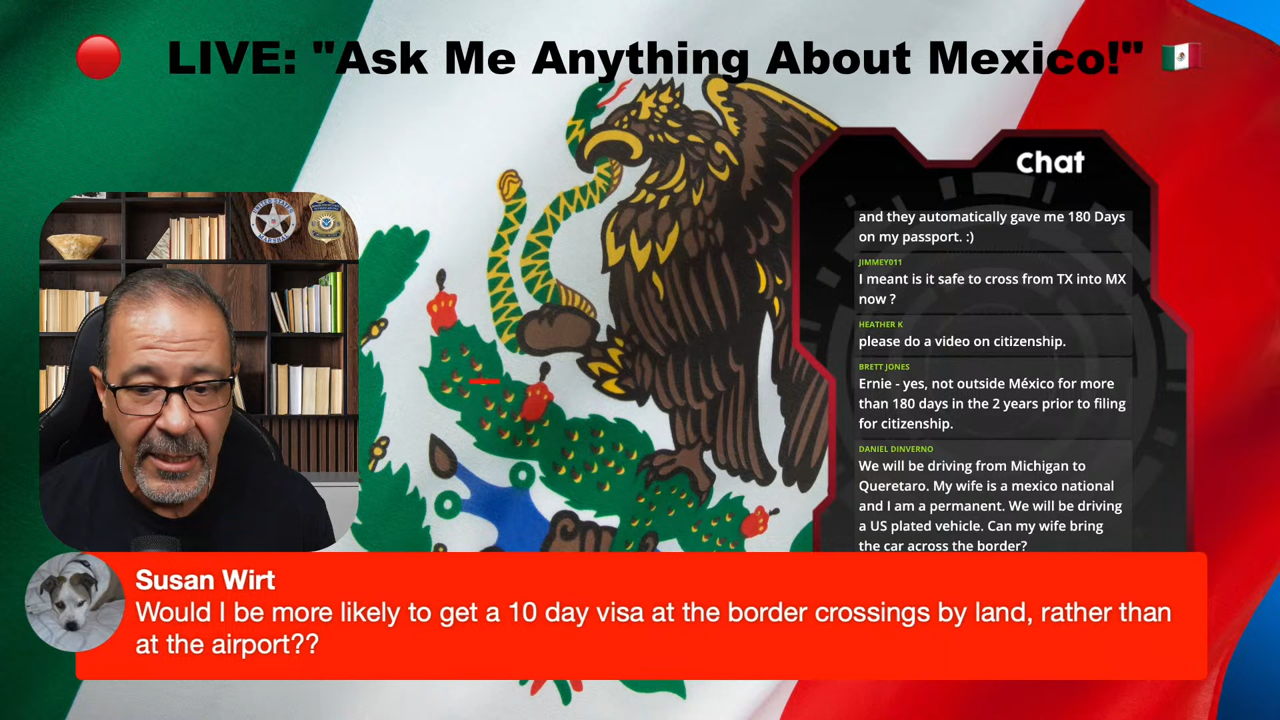 LIVE: "Ask Me Anything About Mexico!"
Chat
and they automatically gave me 180 Days
on my passport. :)
JIMMEY011
I meant is it safe to cross from TX into MX
now ?
HEATHER K
please do a video on citizenship.
BRETT JONES
Ernie - yes, not outside México for more
than 180 days in the 2 years prior to filing
for citizenship.
DANIEL DINVERNO
We will be driving from Michigan to
Queretaro. My wife is a mexico national
and I am a permanent. We will be driving
a US plated vehicle. Can my wife bring
the car across the border?
Susan Wirt
Would I be more likely to get a 10 day visa at the border crossings by land, rather than
at the airport??